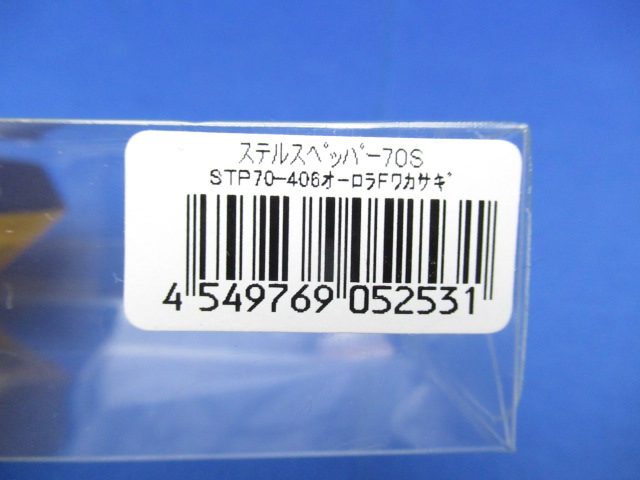 ｽﾃﾙｽﾍﾟｯﾊﾟｰ70S
STP70-406ｵｰﾛﾗFﾜｶｻｷﾞ
4 549769 052531